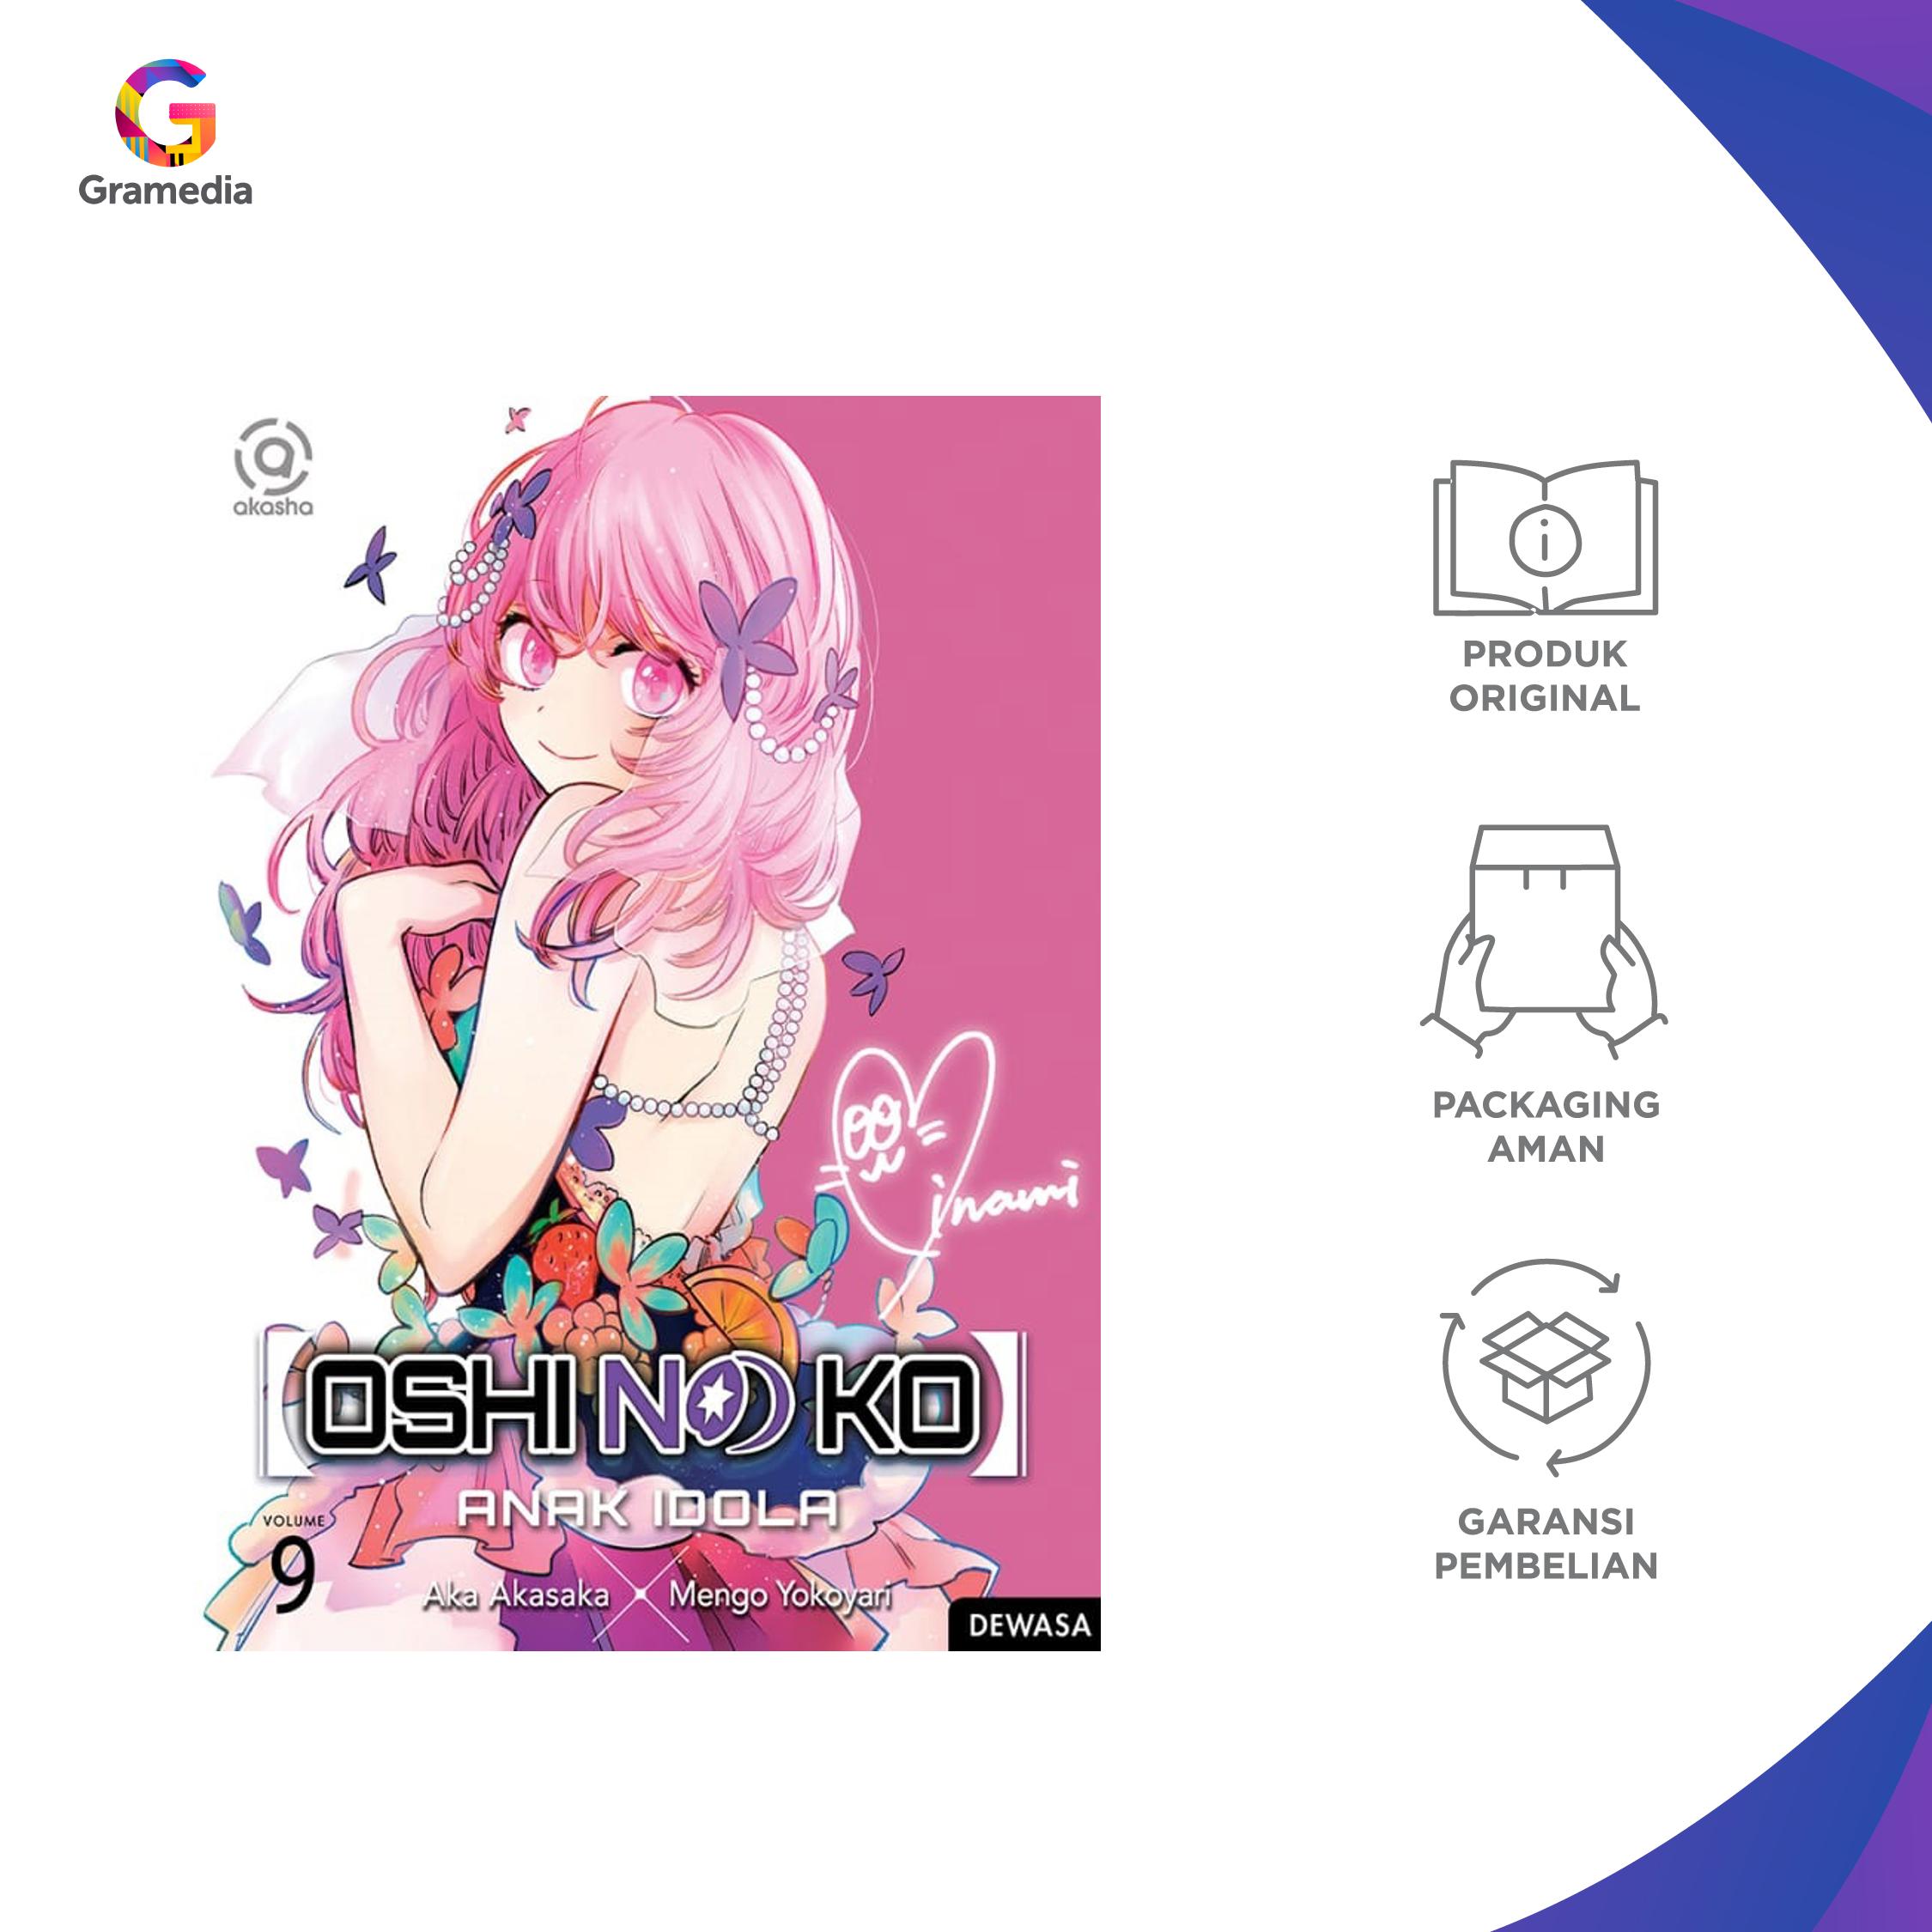 Gramedia
akasha
inami
OSHI NO KO
ANAK IDOLA
VOLUME
9
Aka Akasaka × Mengo Yokoyari
DEWASA
PRODUK
ORIGINAL
PACKAGING
AMAN
GARANSI
PEMBELIAN